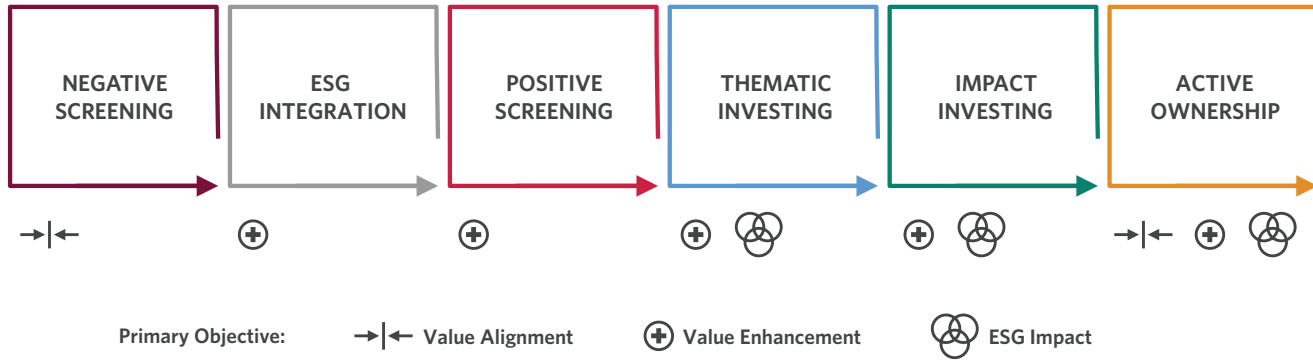 NEGATIVE
SCREENING
ESG
INTEGRATION
POSITIVE
SCREENING
THEMATIC
INVESTING
IMPACT
INVESTING
ACTIVE
OWNERSHIP
Primary Objective:
Value Alignment
Value Enhancement
ESG Impact